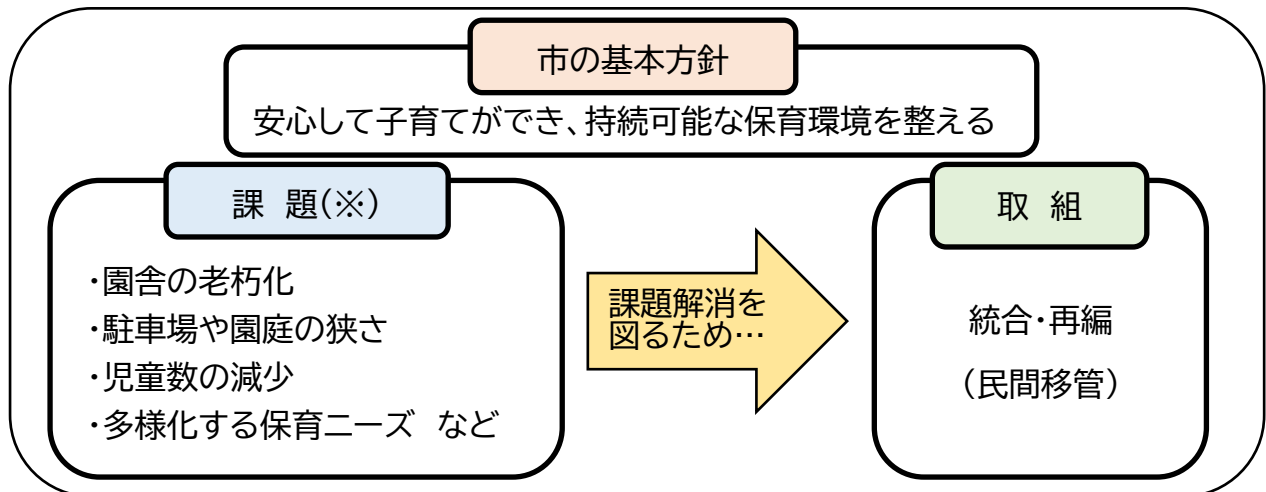 市の基本方針
安心して子育てができ、持続可能な保育環境を整える
課 題(※)
・園舎の老朽化
・駐車場や園庭の狭さ
・児童数の減少
・多様化する保育ニーズ など
課題解消を
図るため…
取 組
統合・再編
(民間移管)